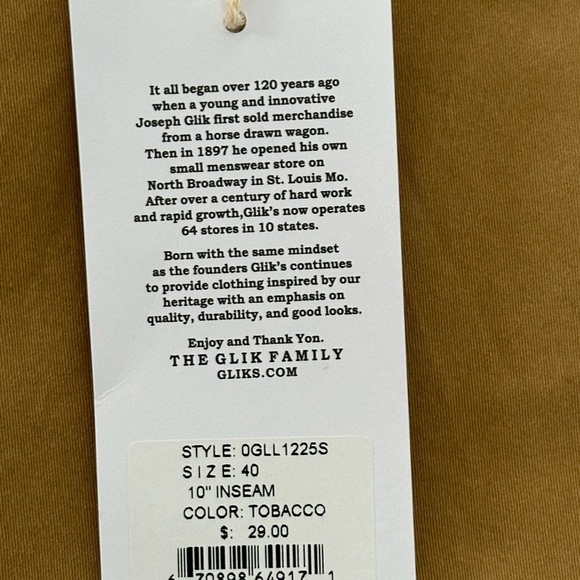 It all began over 120 years ago
when a young and innovative
Joseph Glik first sold merchandise
from a horse drawn wagon.
Then in 1897 he opened his own
small menswear store on
North Broadway in St. Louis Mo.
After over a century of hard work
and rapid growth,Glik's now operates
64 stores in 10 states.
Born with the same mindset
as the founders Glik's continues
to provide clothing inspired by our
heritage with an emphasis on
quality, durability, and good looks.
Enjoy and Thank Yon.
THE GLIK FAMILY
GLIKS.COM
STYLE: 0GLL1225S
SIZE: 40
10" INSEAM
COLOR: TOBACCO
$: 29.00
6 70898 64917 1